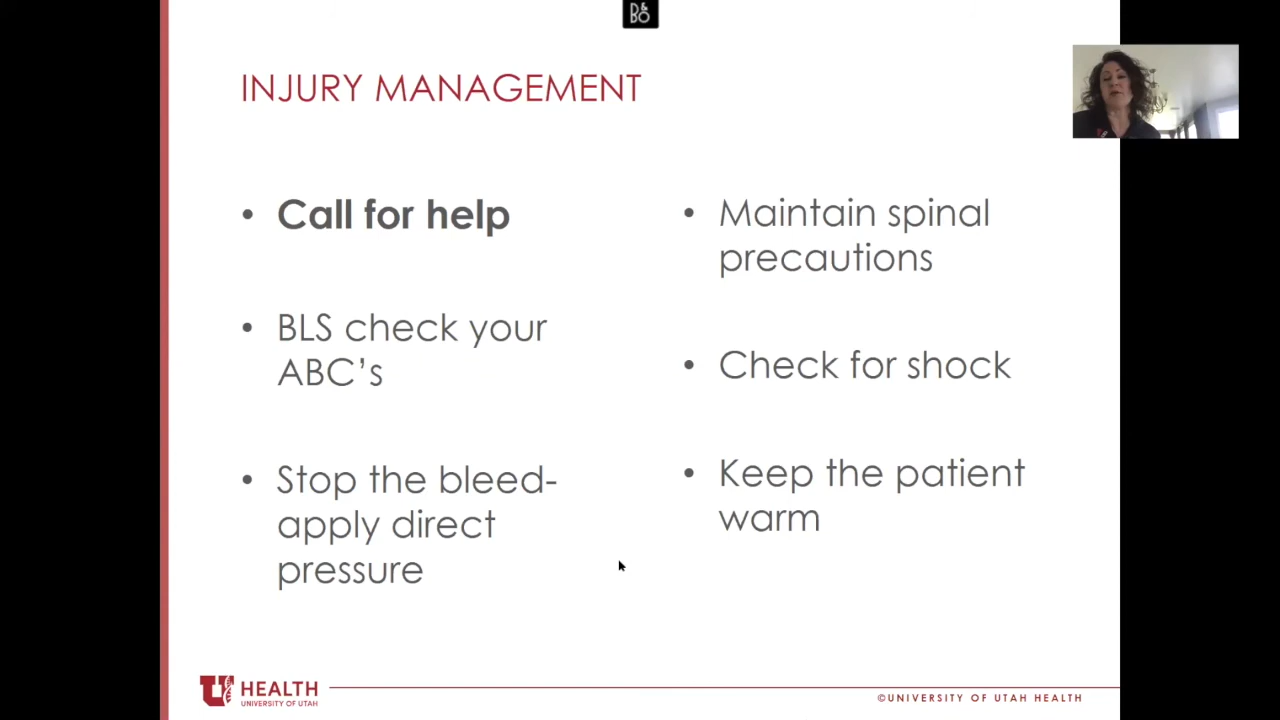 B&O
INJURY MANAGEMENT
• Call for help
• BLS check your
ABC’s
• Stop the bleed-
apply direct
pressure
• Maintain spinal
precautions
• Check for shock
• Keep the patient
warm
U HEALTH
UNIVERSITY OF UTAH
©UNIVERSITY OF UTAH HEALTH